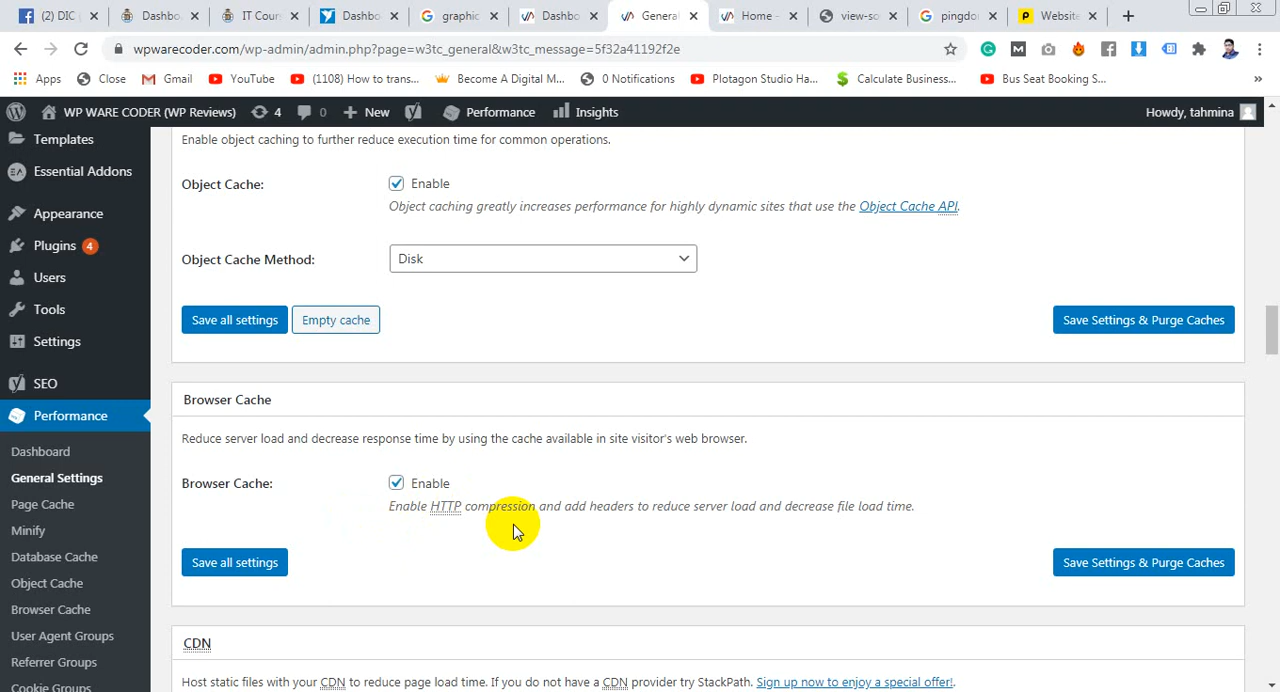 (2) DIC (
Dashbo
IT Cours
Dashbo
graphic
Dashbo
General
Home -
view-so
pingdo
Website
wpwarecoder.com/wp-admin/admin.php?page=w3tc_general&w3tc_message=5f32a41192f2e
Apps
Close
Gmail
YouTube
(1108) How to trans...
Become A Digital M...
0 Notifications
Plotagon Studio Ha...
Calculate Business...
Bus Seat Booking S...
»
WP WARE CODER (WP Reviews)
4
0
New
Performance
Insights
Howdy, tahmina
Templates
Essential Addons
Appearance
Plugins 4
Users
Tools
Settings
SEO
Performance
Dashboard
General Settings
Page Cache
Minify
Database Cache
Object Cache
Browser Cache
User Agent Groups
Referrer Groups
Cookie Groups
Enable object caching to further reduce execution time for common operations.
Object Cache:
Enable
Object caching greatly increases performance for highly dynamic sites that use the Object Cache API.
Object Cache Method:
Disk
Save all settings
Empty cache
Save Settings & Purge Caches
Browser Cache
Reduce server load and decrease response time by using the cache available in site visitor's web browser.
Browser Cache:
Enable
Enable HTTP compression and add headers to reduce server load and decrease file load time.
Save all settings
Save Settings & Purge Caches
CDN
Host static files with your CDN to reduce page load time. If you do not have a CDN provider try StackPath. Sign up now to enjoy a special offer!.